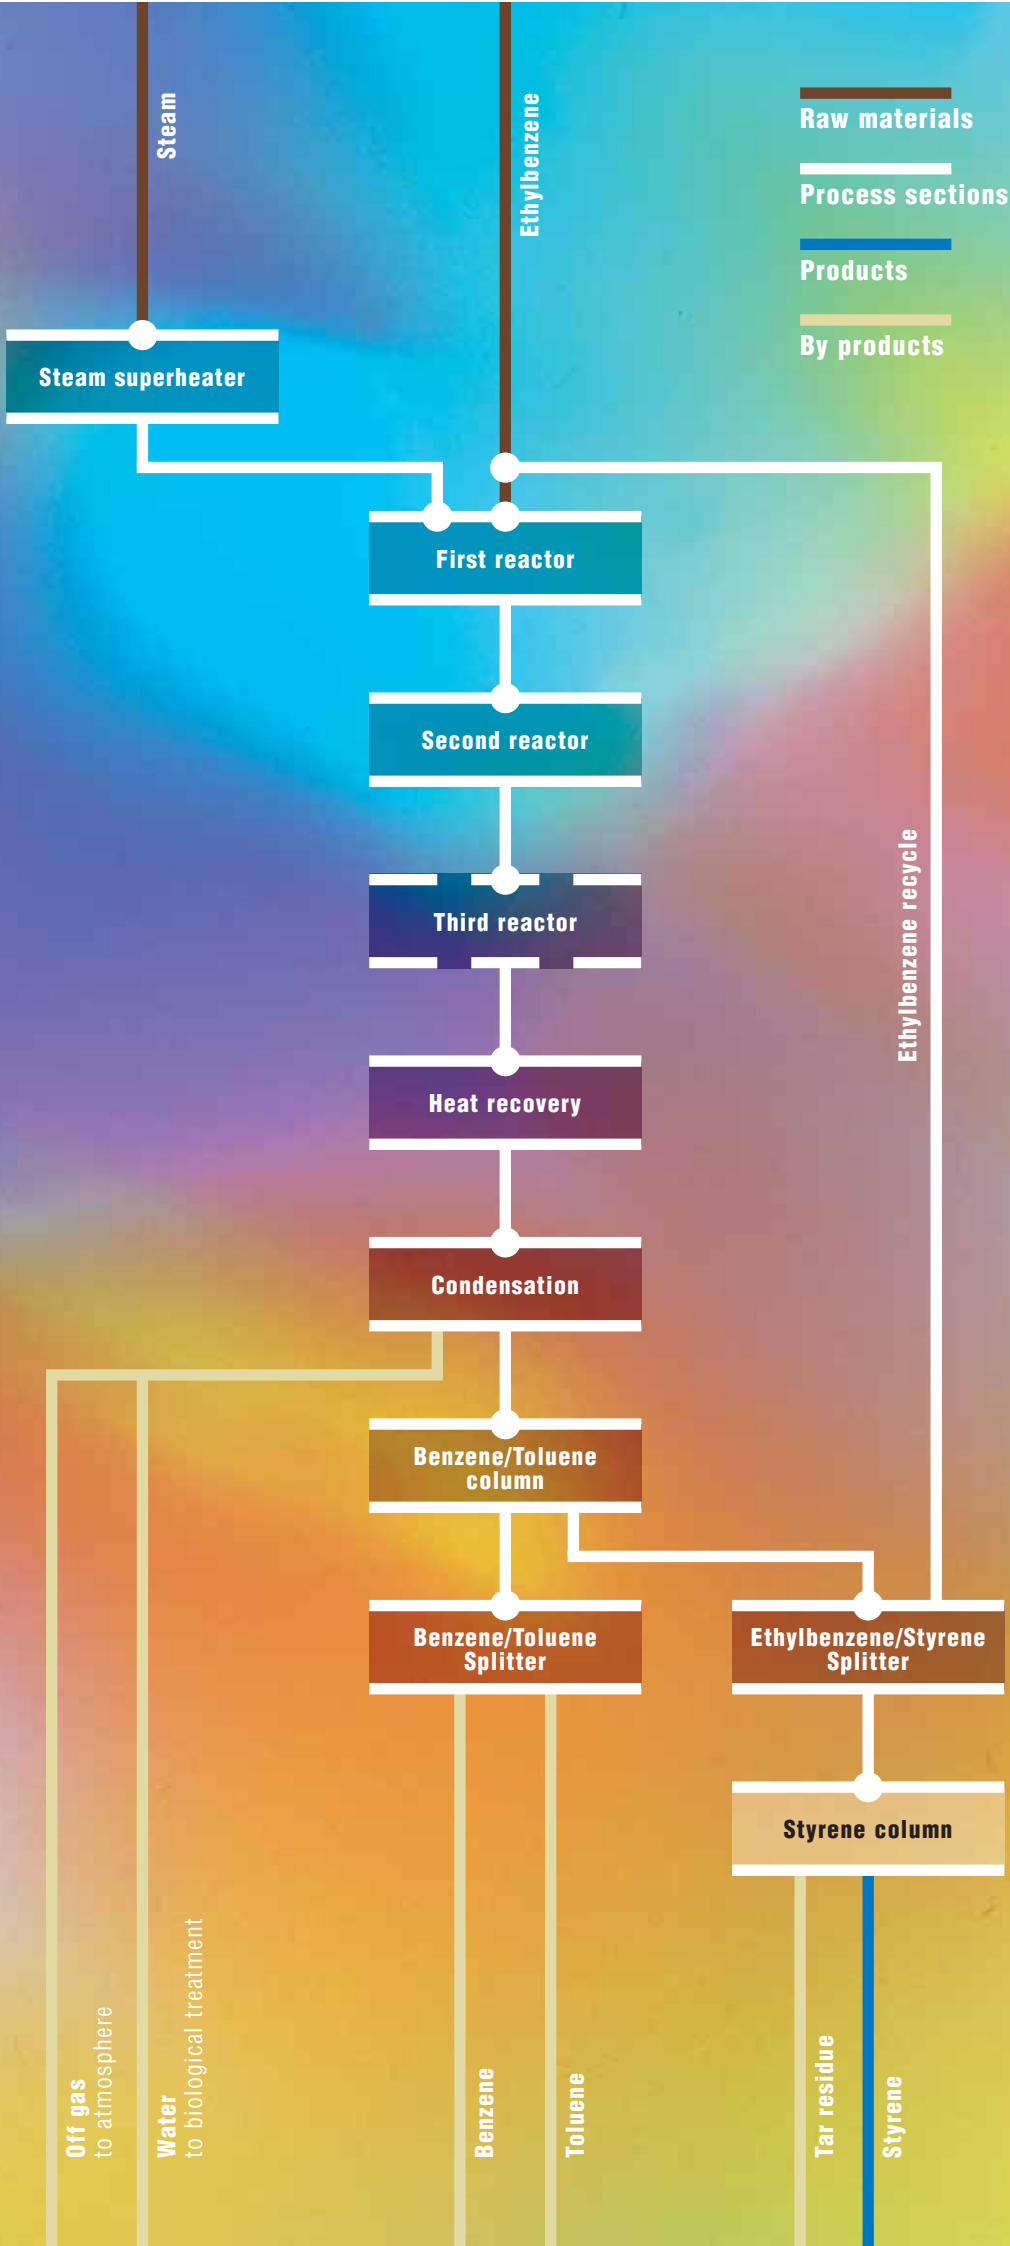 Steam
Ethylbenzene
Raw materials
Process sections
Products
By products
Steam superheater
First reactor
Second reactor
Third reactor
Ethylbenzene recycle
Heat recovery
Condensation
Benzene/Toluene
column
Benzene/Toluene
Splitter
Ethylbenzene/Styrene
Splitter
Styrene column
Off gas
to atmosphere
Water
to biological treatment
Benzene
Toluene
Tar residue
Styrene